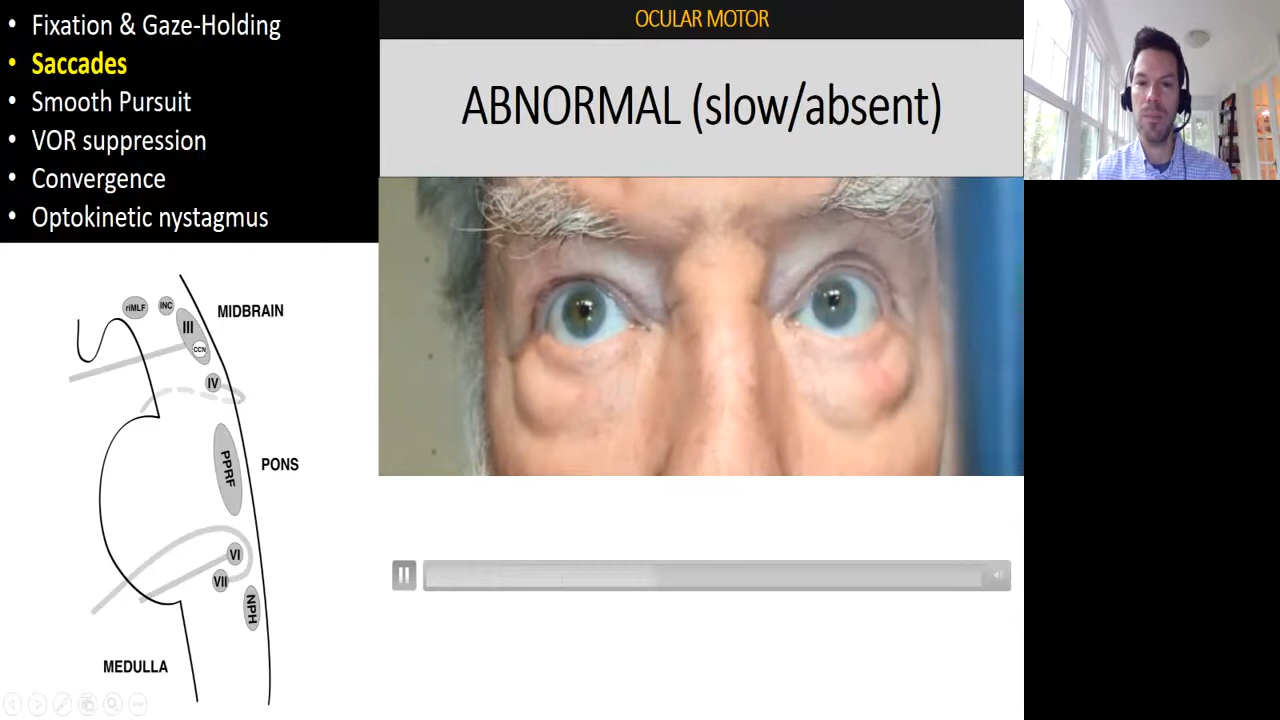 • Fixation & Gaze-Holding
• Saccades
• Smooth Pursuit
• VOR suppression
• Convergence
• Optokinetic nystagmus
OCULAR MOTOR
ABNORMAL (slow/absent)
riMLF
INC
III
CCN
MIDBRAIN
IV
PPRF
PONS
VI
VII
NPH
MEDULLA